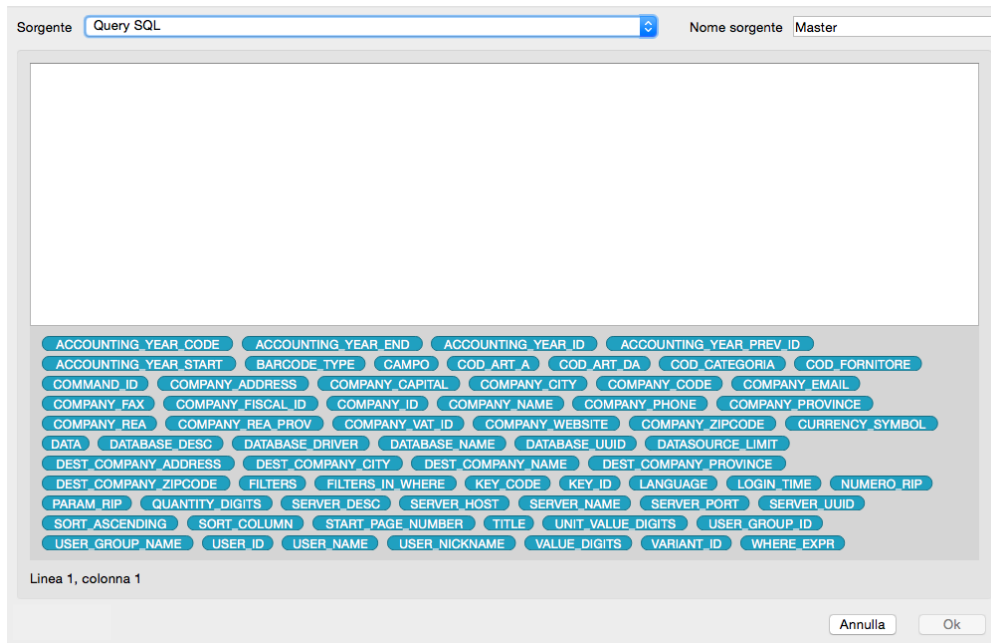 Sorgente Query SQL Nome sorgente Master
ACCOUNTING_YEAR_CODE ACCOUNTING_YEAR_END ACCOUNTING_YEAR_ID ACCOUNTING_YEAR_PREV_ID
ACCOUNTING_YEAR_START BARCODE_TYPE CAMPO COD_ART_A COD_ART_DA COD_CATEGORIA COD_FORNITORE
COMMAND_ID COMPANY_ADDRESS COMPANY_CAPITAL COMPANY_CITY COMPANY_CODE COMPANY_EMAIL
COMPANY_FAX COMPANY_FISCAL_ID COMPANY_ID COMPANY_NAME COMPANY_PHONE COMPANY_PROVINCE
COMPANY_REA COMPANY_REA_PROV COMPANY_VAT_ID COMPANY_WEBSITE COMPANY_ZIPCODE CURRENCY_SYMBOL
DATA DATABASE_DESC DATABASE_DRIVER DATABASE_NAME DATABASE_UUID DATASOURCE_LIMIT
DEST_COMPANY_ADDRESS DEST_COMPANY_CITY DEST_COMPANY_NAME DEST_COMPANY_PROVINCE
DEST_COMPANY_ZIPCODE FILTERS FILTERS_IN_WHERE KEY_CODE KEY_ID LANGUAGE LOGIN_TIME NUMERO_RIP
PARAM_RIP QUANTITY_DIGITS SERVER_DESC SERVER_HOST SERVER_NAME SERVER_PORT SERVER_UUID
SORT_ASCENDING SORT_COLUMN START_PAGE_NUMBER TITLE UNIT_VALUE_DIGITS USER_GROUP_ID
USER_GROUP_NAME USER_ID USER_NAME USER_NICKNAME VALUE_DIGITS VARIANT_ID WHERE_EXPR
Linea 1, colonna 1
Annulla Ok